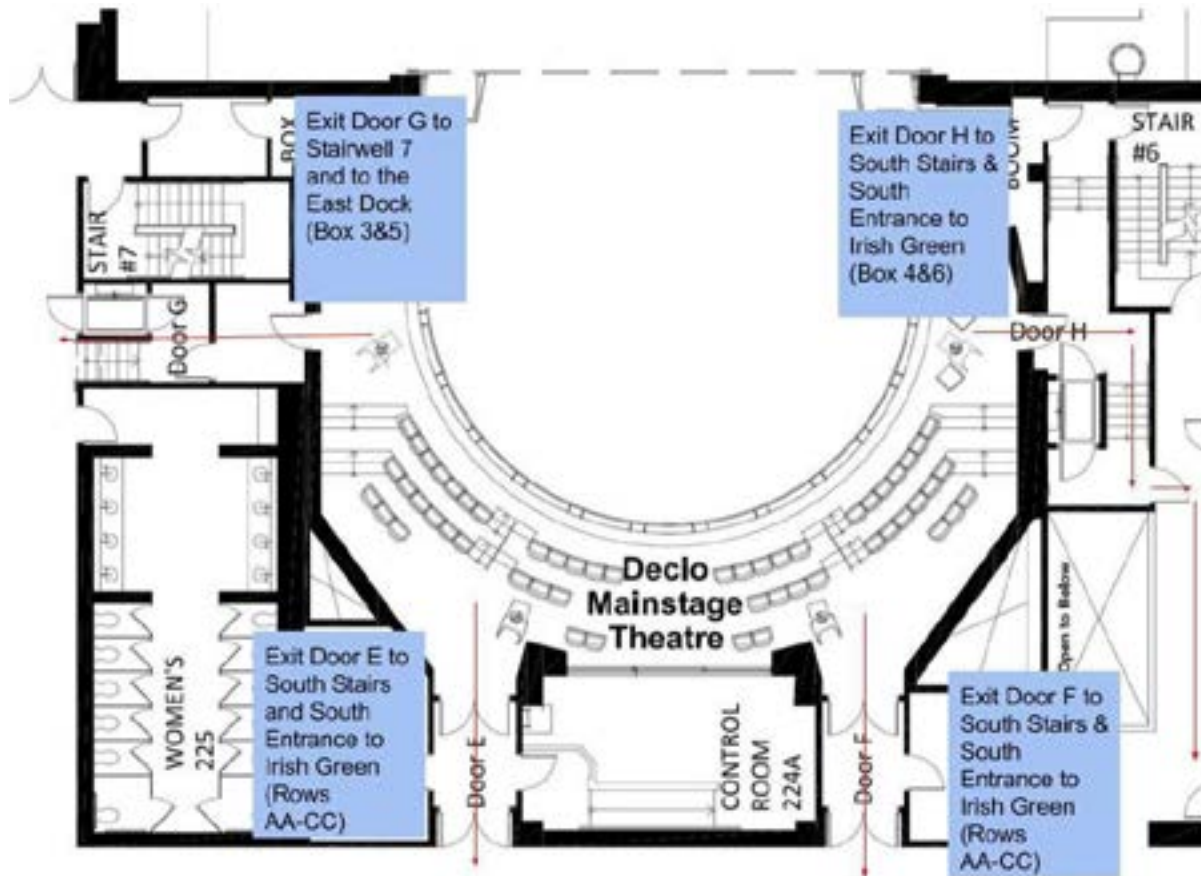 BOX
Exit Door G to
Stairwell 7
and to the
East Dock
(Box 3&5)
Exit Door H to
South Stairs &
South
Entrance to
Irish Green
(Box 4&6)
STAIR
#6
STAIR
#7
Door G
Door H
Declo
Mainstage
Theatre
Open to Below
Exit Door E to
South Stairs
and South
Entrance to
Irish Green
(Rows
AA-CC)
WOMEN'S
225
Door E
CONTROL
ROOM
224A
Door F
Exit Door F to
South Stairs &
South
Entrance to
Irish Green
(Rows
AA-CC)